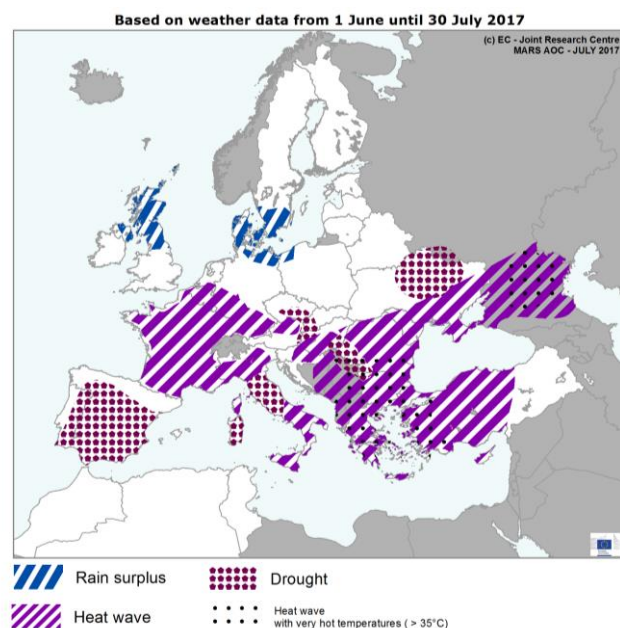 Based on weather data from 1 June until 30 July 2017
(c) EC - Joint Research Centre
MARS AOC - JULY 2017
Rain surplus
Drought
Heat wave
Heat wave
with very hot temperatures ( > 35°C)